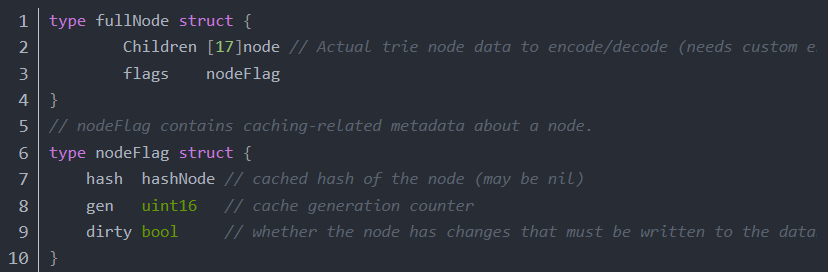 1 type fullNode struct {
2 Children [17]node // Actual trie node data to encode/decode (needs custom
3 flags nodeFlag
4 }
5 // nodeFlag contains caching-related metadata about a node.
6 type nodeFlag struct {
7 hash hashNode // cached hash of the node (may be nil)
8 gen uint16 // cache generation counter
9 dirty bool // whether the node has changes that must be written to the data
10 }